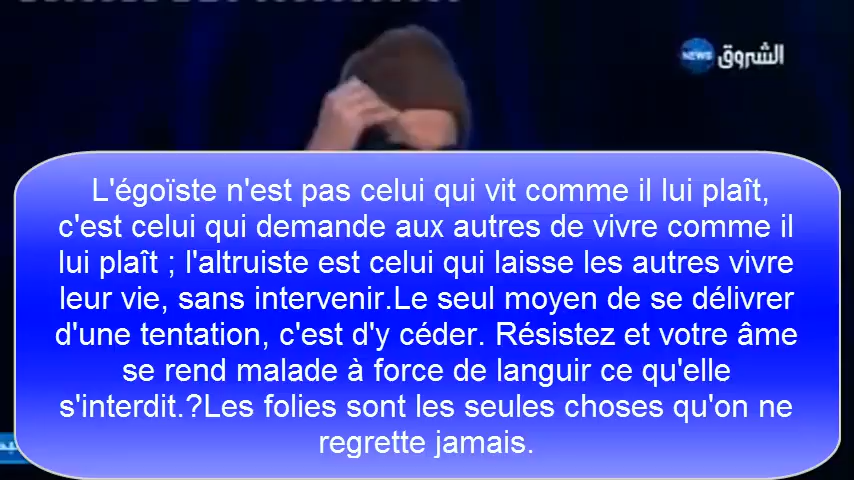 NEWS الشروق
L'égoïste n'est pas celui qui vit comme il lui plaît,
c'est celui qui demande aux autres de vivre comme il
lui plaît ; l'altruiste est celui qui laisse les autres vivre
leur vie, sans intervenir.Le seul moyen de se délivrer
d'une tentation, c'est d'y céder. Résistez et votre âme
se rend malade à force de languir ce qu'elle
s'interdit.?Les folies sont les seules choses qu'on ne
regrette jamais.